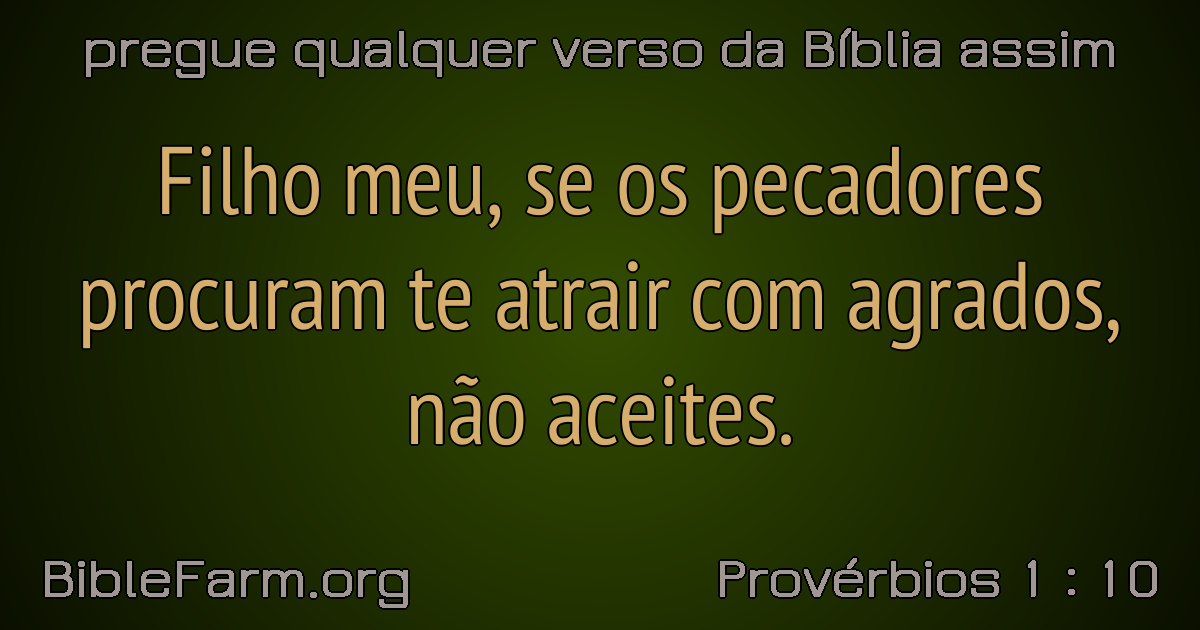 pregue qualquer verso da Bíblia assim
Filho meu, se os pecadores
procuram te atrair com agrados,
não aceites.
BibleFarm.org
Provérbios 1 : 10